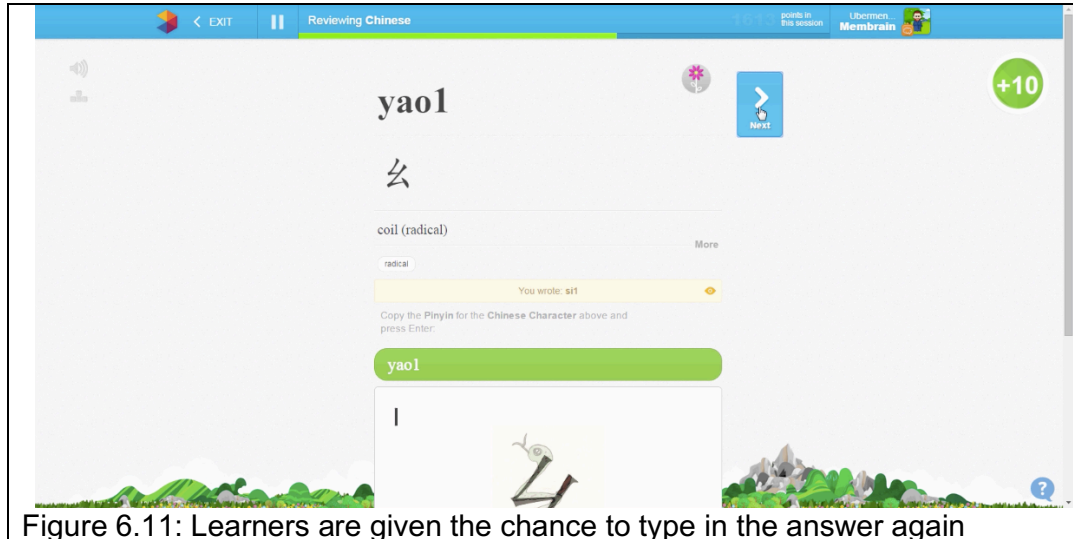 EXIT
Reviewing Chinese
1613 points in this session
Ubermen...
Membrain
yao1
Next
+10
幺
coil (radical)
More
radical
You wrote: si1
Copy the Pinyin for the Chinese Character above and
press Enter:
yao1
?
Figure 6.11: Learners are given the chance to type in the answer again